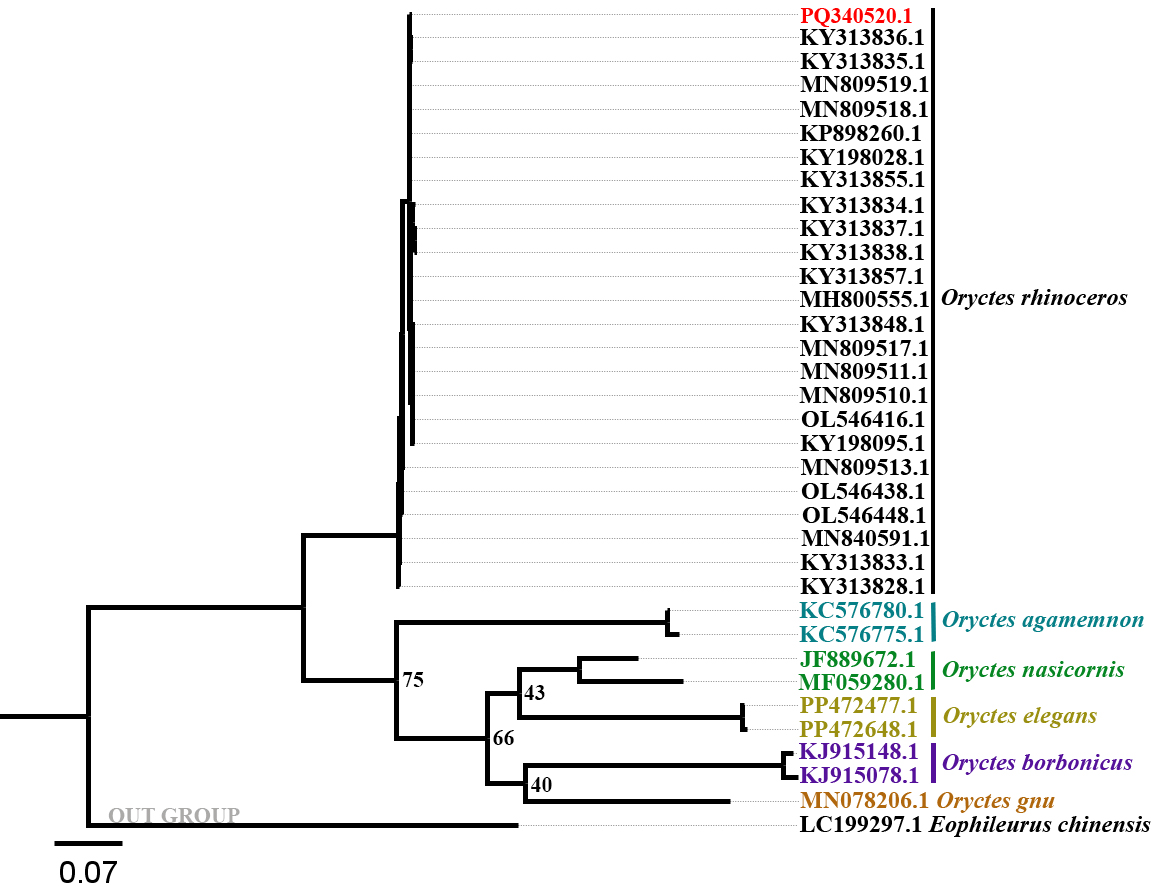 PQ340520.1
KY313836.1
KY313835.1
MN809519.1
MN809518.1
KP898260.1
KY198028.1
KY313855.1
KY313834.1
KY313837.1
KY313838.1
KY313857.1
MH800555.1 Oryctes rhinoceros
KY313848.1
MN809517.1
MN809511.1
MN809510.1
OL546416.1
KY198095.1
MN809513.1
OL546438.1
OL546448.1
MN840591.1
KY313833.1
KY313828.1
KC576780.1
Oryctes agamemnon
KC576775.1
JF889672.1
Oryctes nasicornis
75
MF059280.1
43
PP472477.1
Oryctes elegans
PP472648.1
66
KJ915148.1
Oryctes borbonicus
KJ915078.1
40
MN078206.1 Oryctes gnu
OUT GROUP
LC199297.1 Eophileurus chinensis
0.07